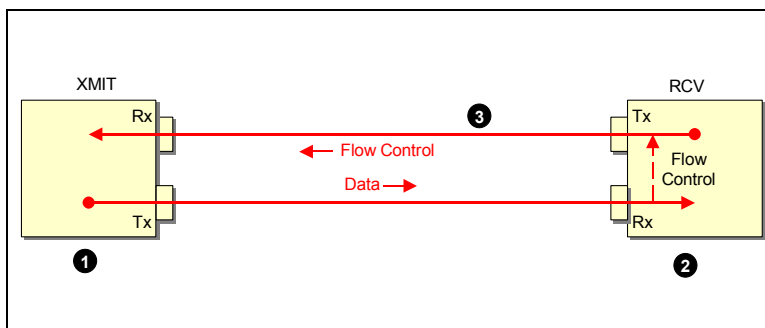 XMIT
RCV
Rx
3
Tx
Flow Control
Flow
Control
Data
Tx
Rx
1
2